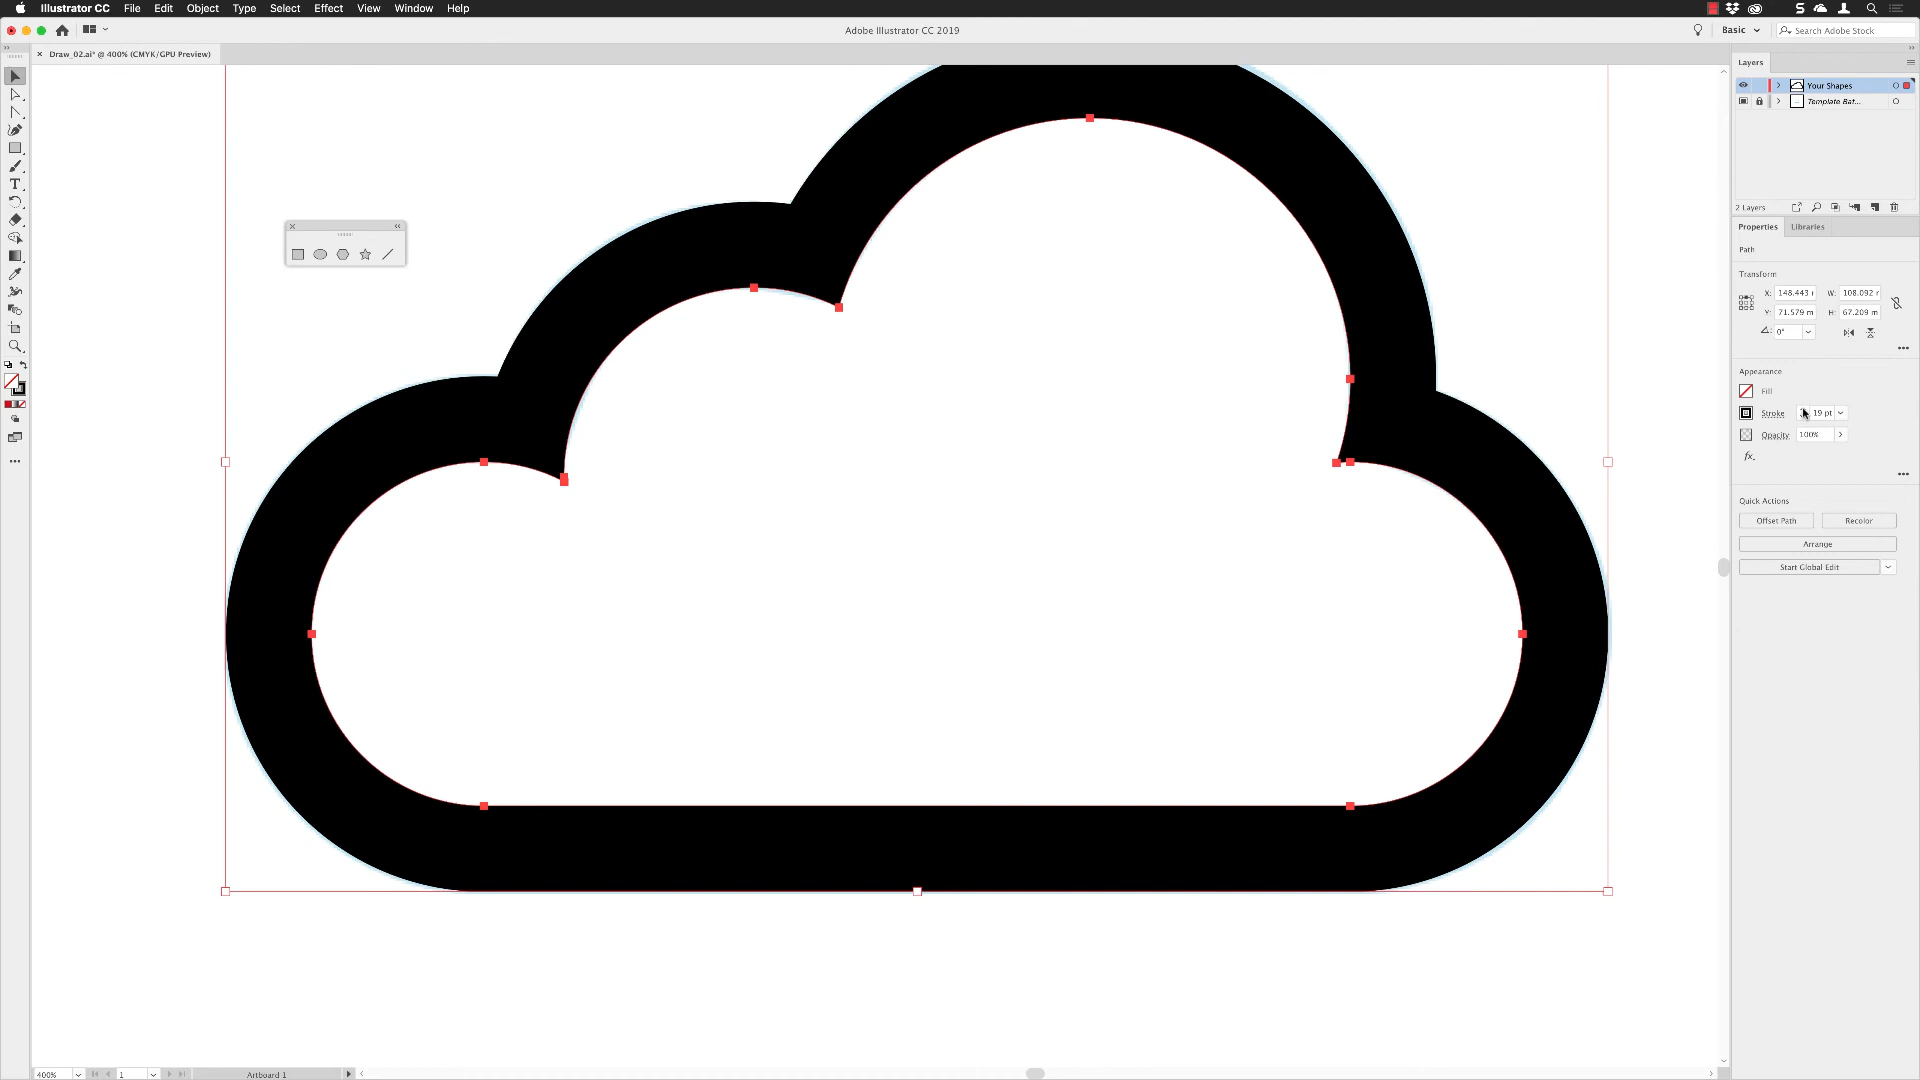 Illustrator CC File Edit Object Type Select Effect View Window Help
Adobe Illustrator CC 2019
Basic
Search Adobe Stock
Draw_02.ai* @ 400% (CMYK/GPU Preview)
Layers
Your Shapes
Template Bat...
2 Layers
Properties Libraries
Path
Transform
X: 148.443 W: 108.092
Y: 71.579 m H: 67.209 m
0°
Appearance
Fill
Stroke 19 pt
Opacity 100%
fx.
Quick Actions
Offset Path Recolor
Arrange
Start Global Edit
400% 1 Artboard 1